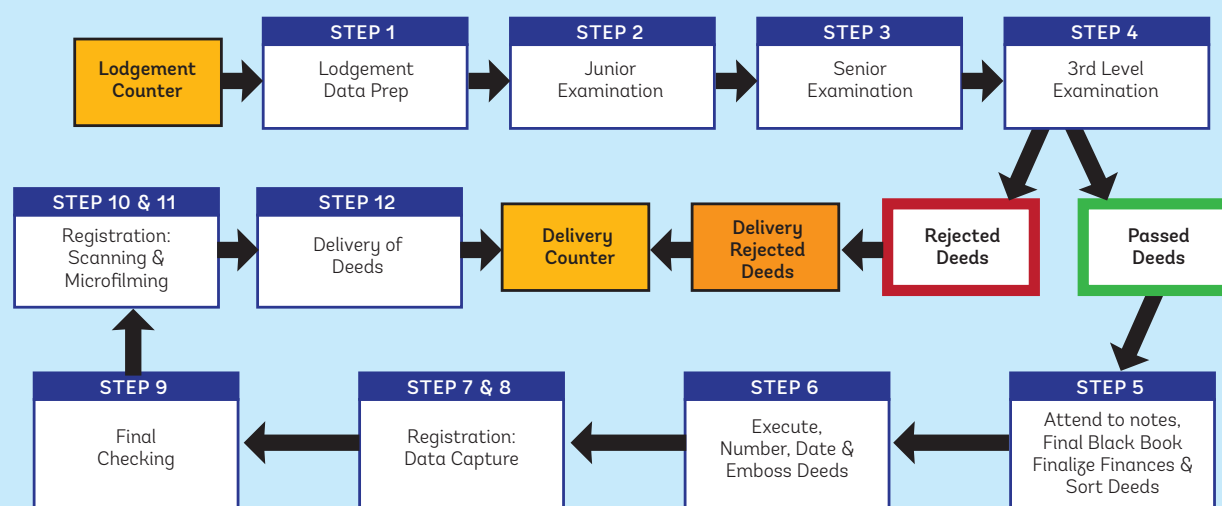 Lodgement
Counter
STEP 1
Lodgement
Data Prep
STEP 2
Junior
Examination
STEP 3
Senior
Examination
STEP 4
3rd Level
Examination
STEP 10 & 11
Registration:
Scanning &
Microfilming
STEP 12
Delivery of
Deeds
Delivery
Counter
Delivery
Rejected
Deeds
Rejected
Deeds
Passed
Deeds
STEP 9
Final
Checking
STEP 7 & 8
Registration:
Data Capture
STEP 6
Execute,
Number, Date &
Emboss Deeds
STEP 5
Attend to notes,
Final Black Book
Finalize Finances &
Sort Deeds